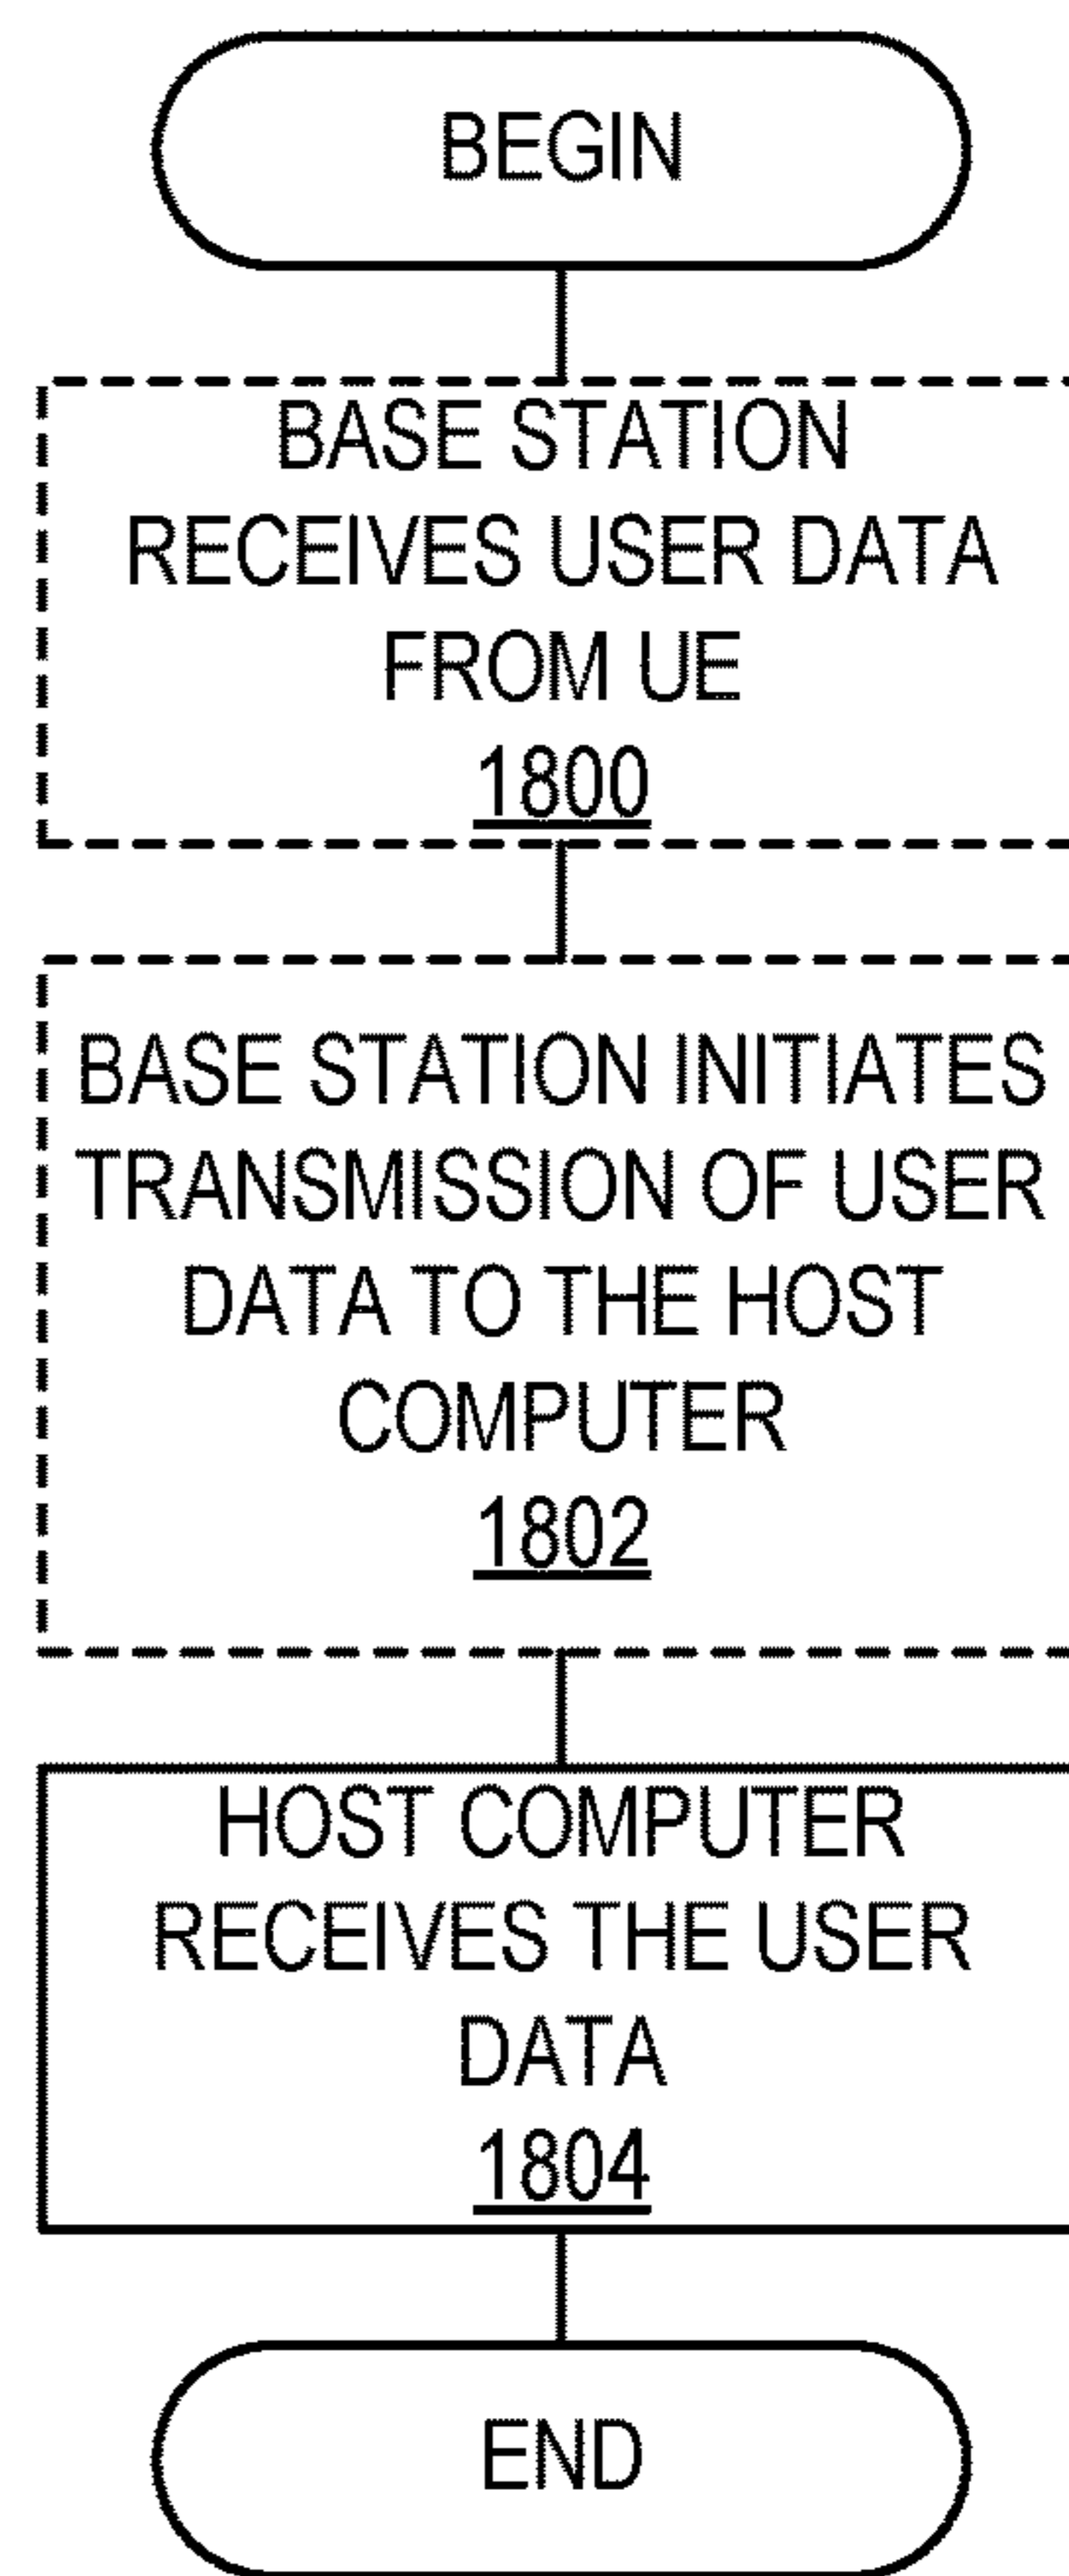 BEGIN
BASE STATION
RECEIVES USER DATA
FROM UE
1800
BASE STATION INITIATES
TRANSMISSION OF USER
DATA TO THE HOST
COMPUTER
1802
HOST COMPUTER
RECEIVES THE USER
DATA
1804
END